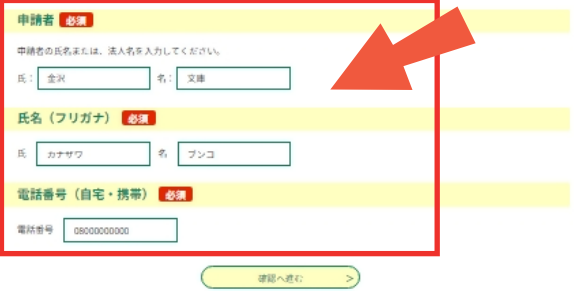 申請者 必須
申請者の氏名または、法人名を入力してください。
氏： 金沢 名： 文庫
氏名（フリガナ） 必須
氏 カナザワ 名 ブンコ
電話番号（自宅・携帯） 必須
電話番号 08000000000
確認へ進む >